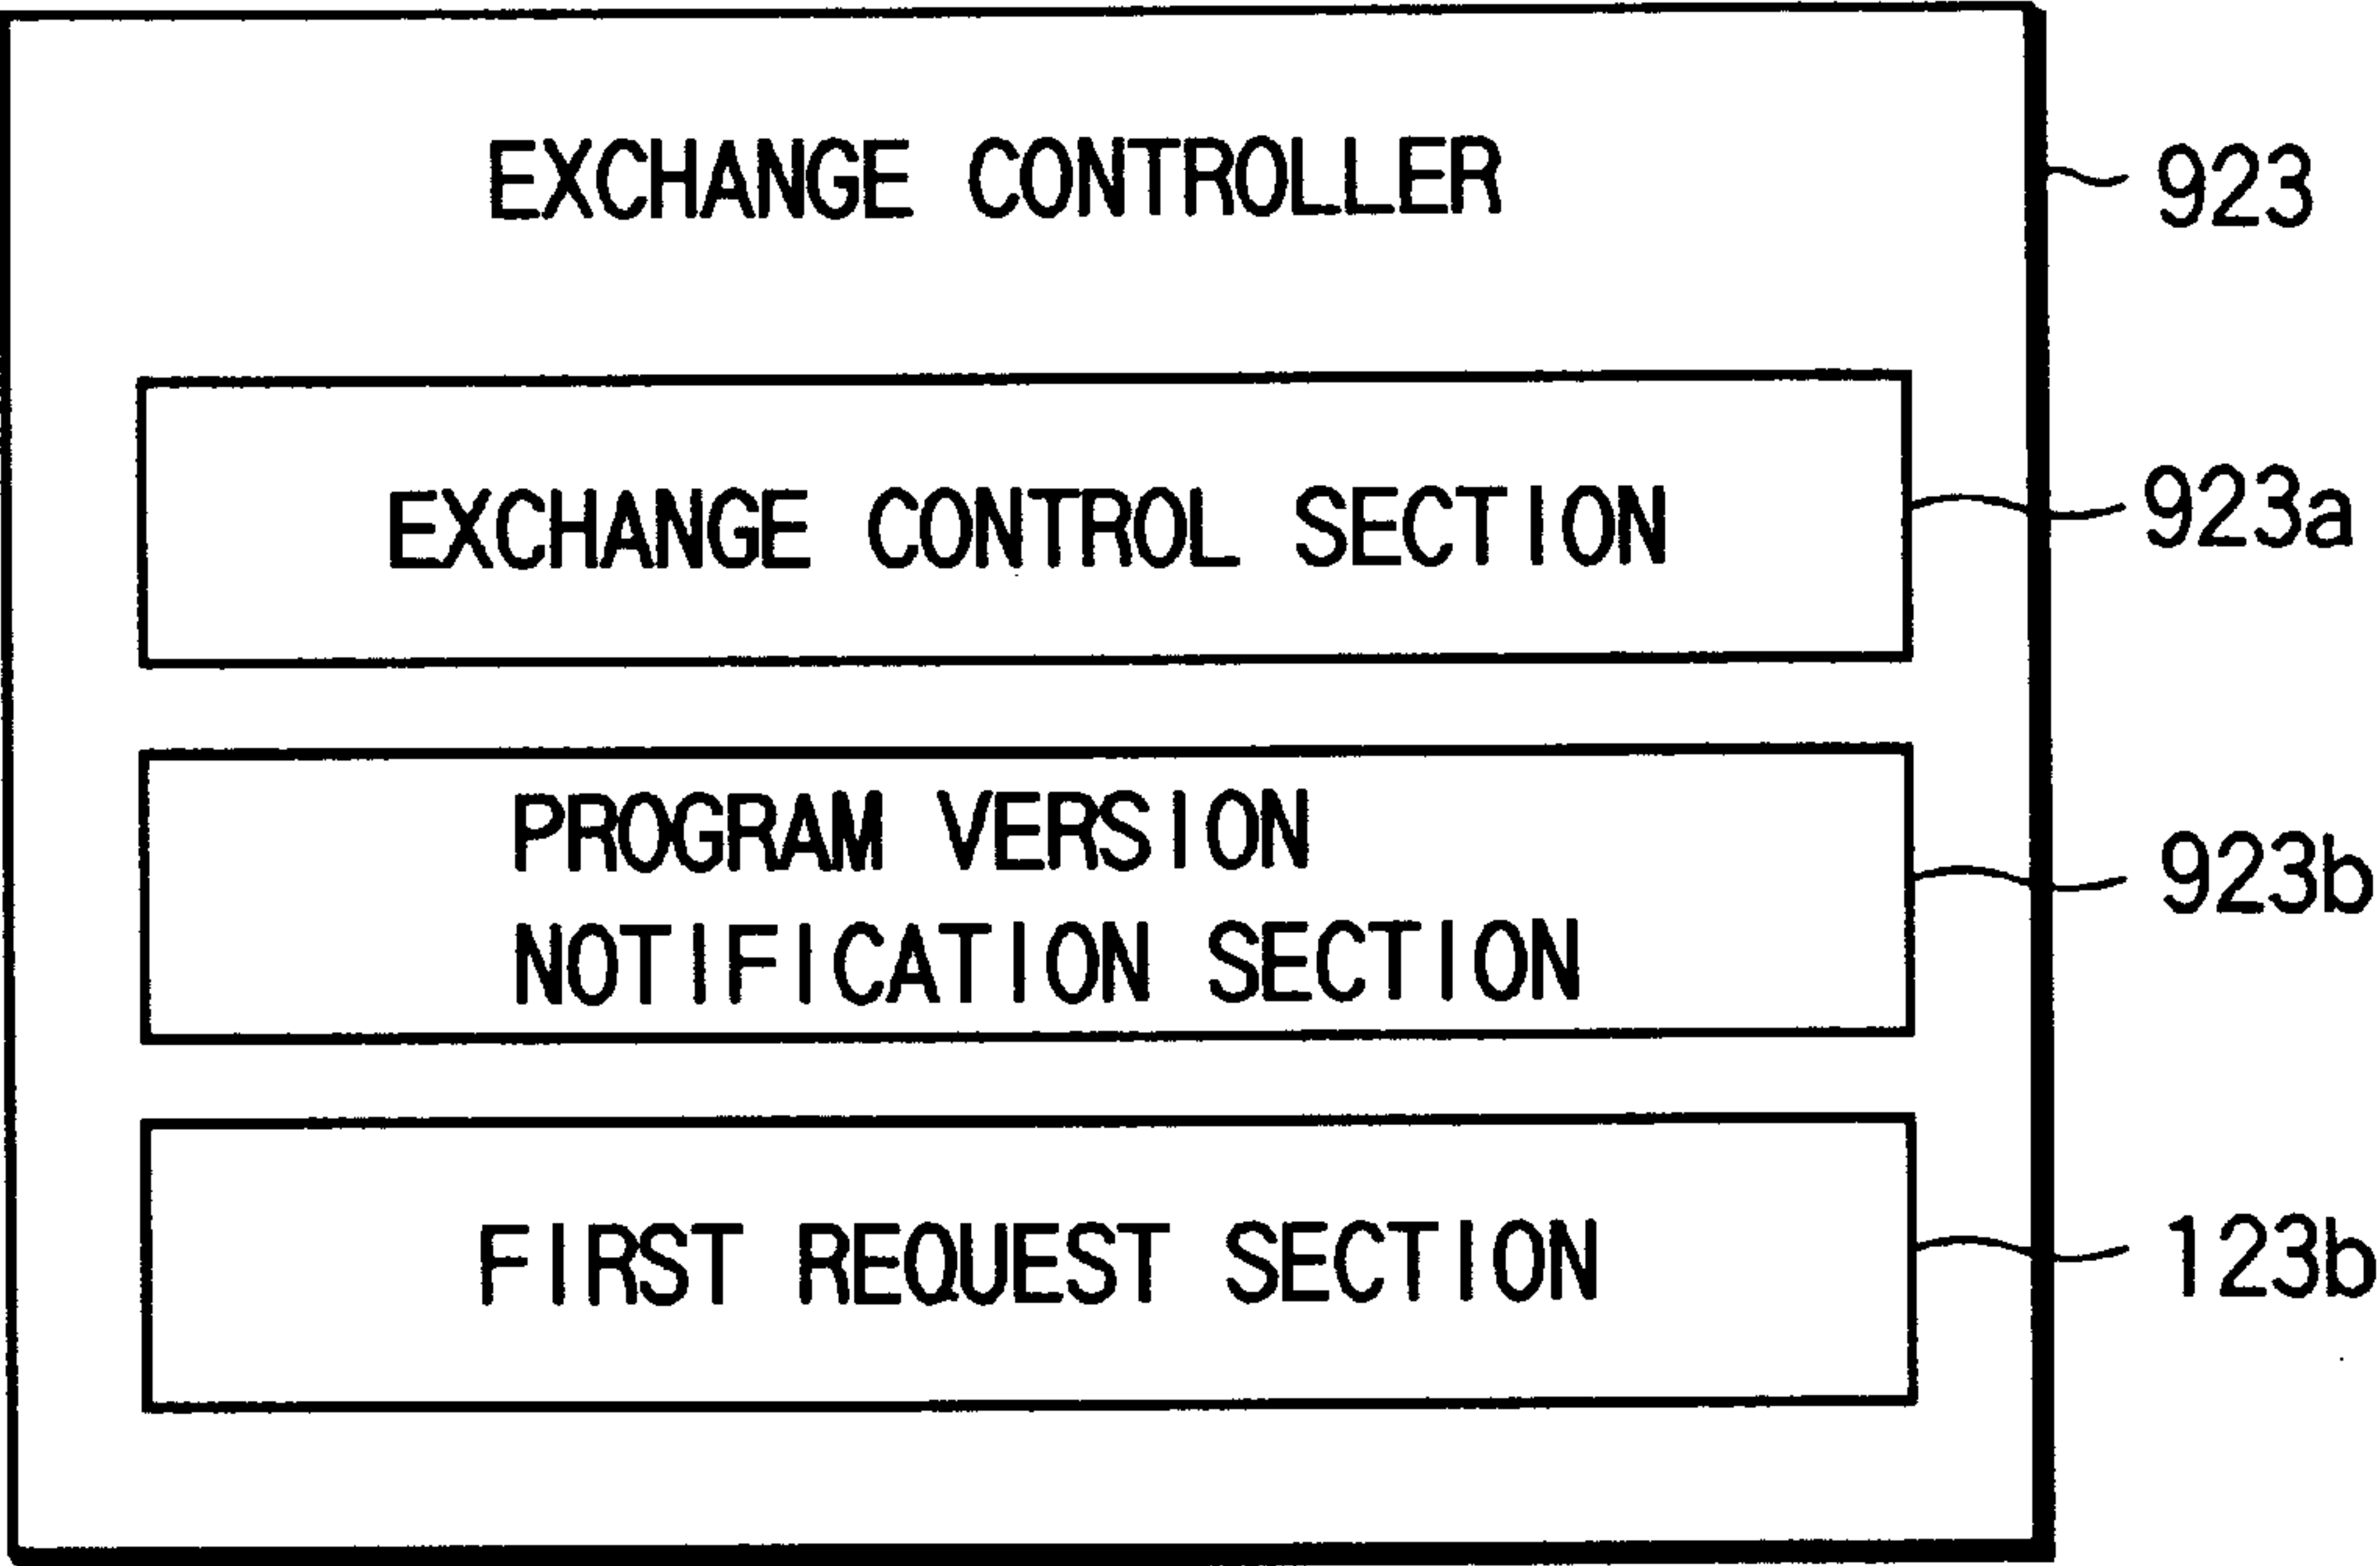 EXCHANGE CONTROLLER
923
EXCHANGE CONTROL SECTION
923a
PROGRAM VERSION
NOTIFICATION SECTION
923b
FIRST REQUEST SECTION
123b